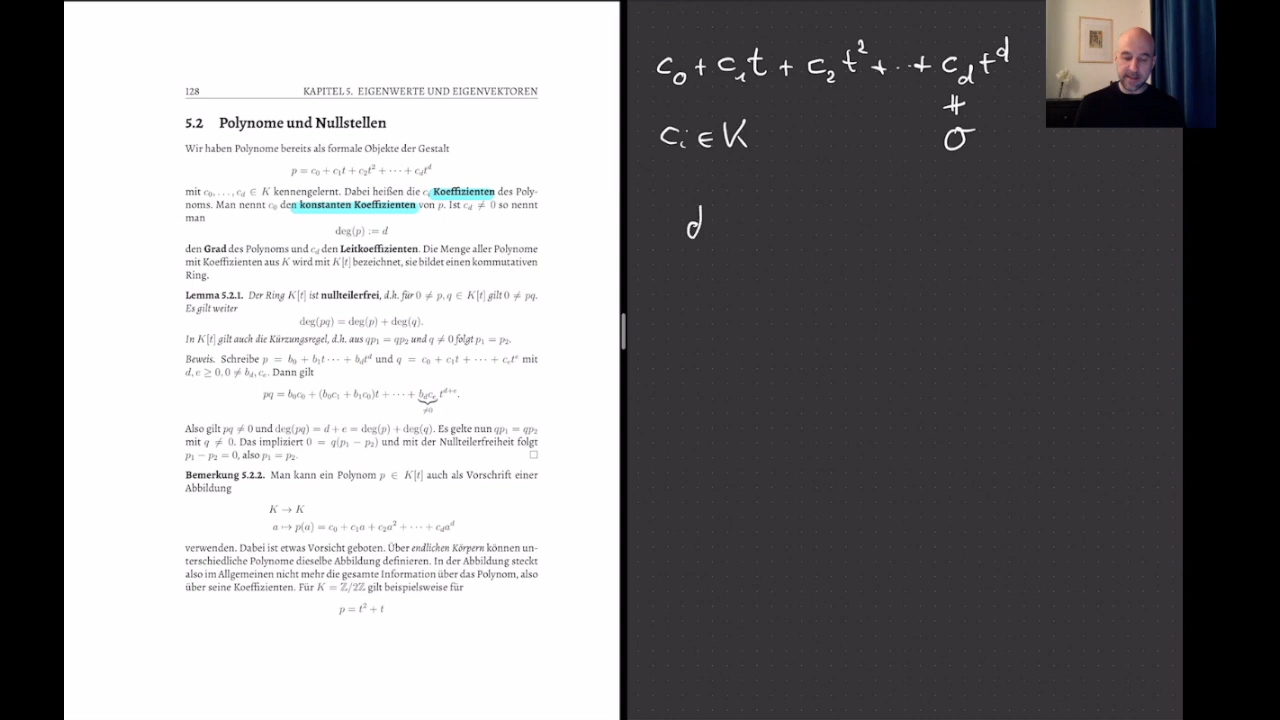 128 KAPITEL 5. EIGENWERTE UND EIGENVEKTOREN
5.2 Polynome und Nullstellen
Wir haben Polynome bereits als formale Objekte der Gestalt
p = c₀ + c₁t + c₂t² + ⋯ + c_d t^d
mit c₀, …, c_d ∈ K kennengelernt. Dabei heißen die cᵢ Koeffizienten des Poly-
noms. Man nennt c₀ den konstanten Koeffizienten von p. Ist c_d ≠ 0 so nennt
man
deg(p) := d
den Grad des Polynoms und c_d den Leitkoeffizienten. Die Menge aller Polynome
mit Koeffizienten aus K wird mit K[t] bezeichnet, sie bildet einen kommutativen
Ring.
Lemma 5.2.1. Der Ring K[t] ist nullteilerfrei, d.h. für 0 ≠ p, q ∈ K[t] gilt 0 ≠ pq.
Es gilt weiter
deg(pq) = deg(p) + deg(q).
In K[t] gilt auch die Kürzungsregel, d.h. aus qp₁ = qp₂ und q ≠ 0 folgt p₁ = p₂.
Beweis. Schreibe p = b₀ + b₁t ⋯ + b_d t^d und q = c₀ + c₁t + ⋯ + c_e t^e mit
d, e ≥ 0, 0 ≠ b_d, c_e. Dann gilt
pq = b₀c₀ + (b₀c₁ + b₁c₀)t + ⋯ + b_d c_e t^{d+e}.
≠0
Also gilt pq ≠ 0 und deg(pq) = d + e = deg(p) + deg(q). Es gelte nun qp₁ = qp₂
mit q ≠ 0. Das impliziert 0 = q(p₁ − p₂) und mit der Nullteilerfreiheit folgt
p₁ − p₂ = 0, also p₁ = p₂. □
Bemerkung 5.2.2. Man kann ein Polynom p ∈ K[t] auch als Vorschrift einer
Abbildung
K → K
a ↦ p(a) = c₀ + c₁a + c₂a² + ⋯ + c_d a^d
verwenden. Dabei ist etwas Vorsicht geboten. Über endlichen Körpern können un-
terschiedliche Polynome dieselbe Abbildung definieren. In der Abbildung steckt
also im Allgemeinen nicht mehr die gesamte Information über das Polynom, also
über seine Koeffizienten. Für K = ℤ/2ℤ gilt beispielsweise für
p = t² + t
c₀ + c₁t + c₂t² + ·· + c_d t^d
≠
cᵢ ∈ K 0
d